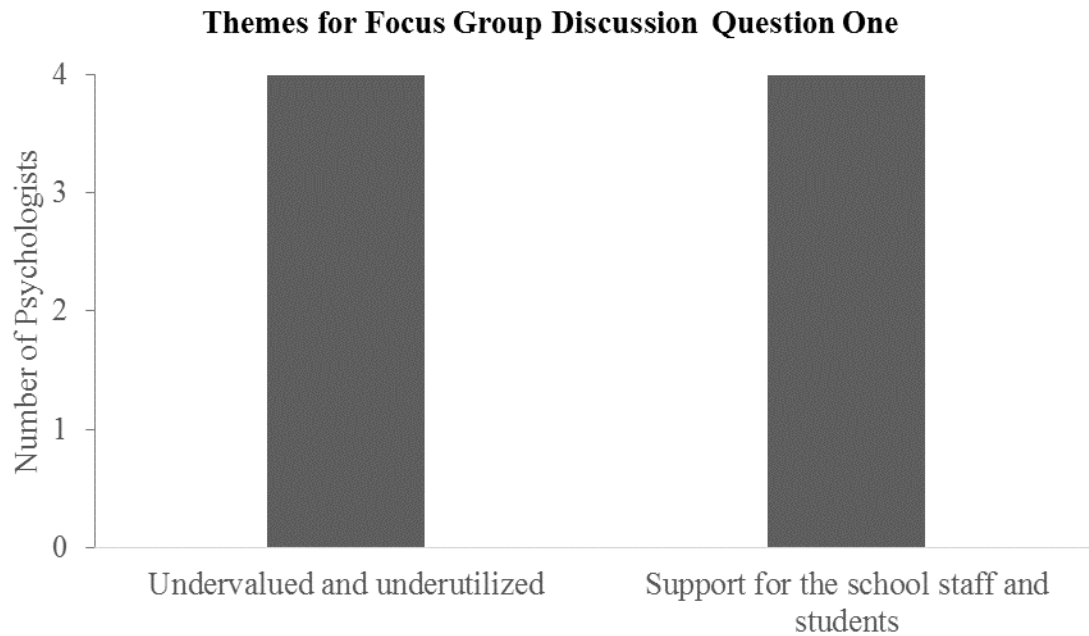 Themes for Focus Group Discussion Question One
Number of Psychologists
4
3
2
1
0
Undervalued and underutilized
Support for the school staff and
students